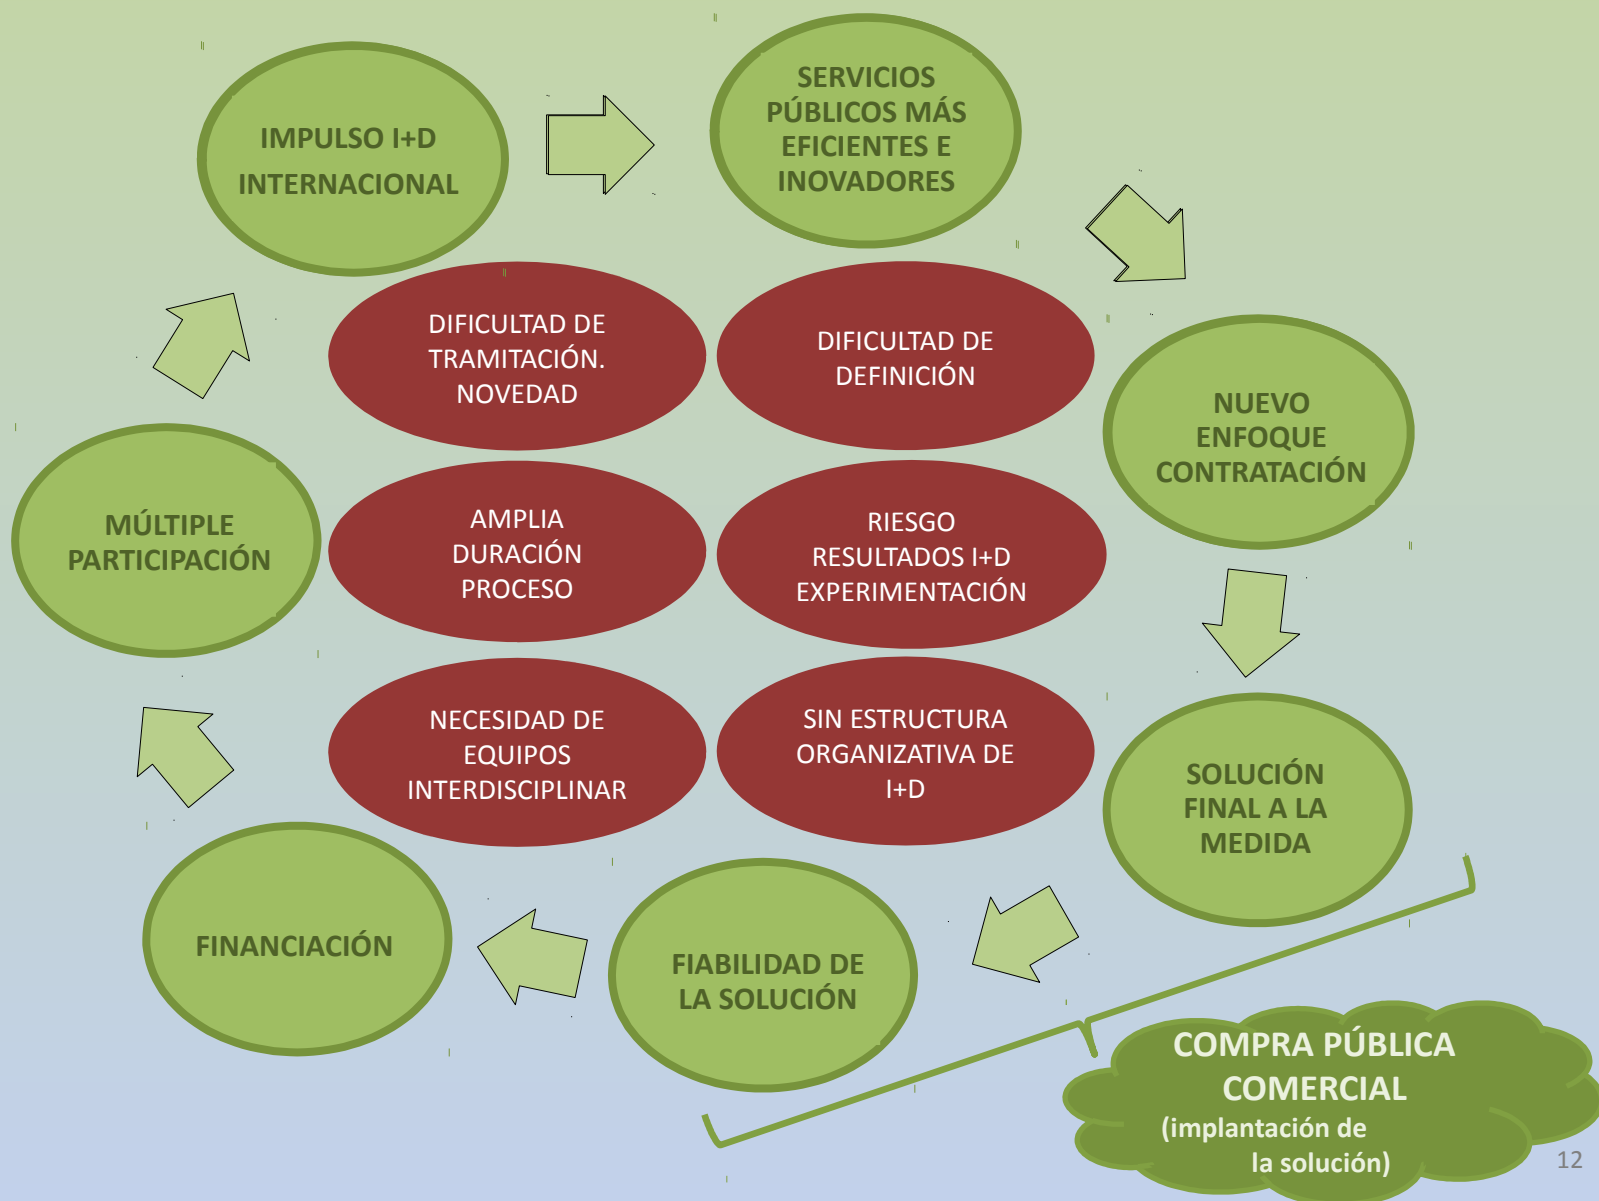 IMPULSO I+D
INTERNACIONAL
SERVICIOS
PÚBLICOS MÁS
EFICIENTES E
INOVADORES
DIFICULTAD DE
TRAMITACIÓN.
NOVEDAD
DIFICULTAD DE
DEFINICIÓN
NUEVO
ENFOQUE
CONTRATACIÓN
MÚLTIPLE
PARTICIPACIÓN
AMPLIA
DURACIÓN
PROCESO
RIESGO
RESULTADOS I+D
EXPERIMENTACIÓN
NECESIDAD DE
EQUIPOS
INTERDISCIPLINAR
SIN ESTRUCTURA
ORGANIZATIVA DE
I+D
SOLUCIÓN
FINAL A LA
MEDIDA
FINANCIACIÓN
FIABILIDAD DE
LA SOLUCIÓN
COMPRA PÚBLICA
COMERCIAL
(implantación de
la solución)
12